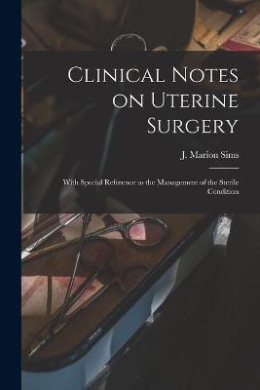 Clinical Notes
on Uterine
Surgery
J. Marion Sims
With Special Reference to the Management of the Sterile
Condition